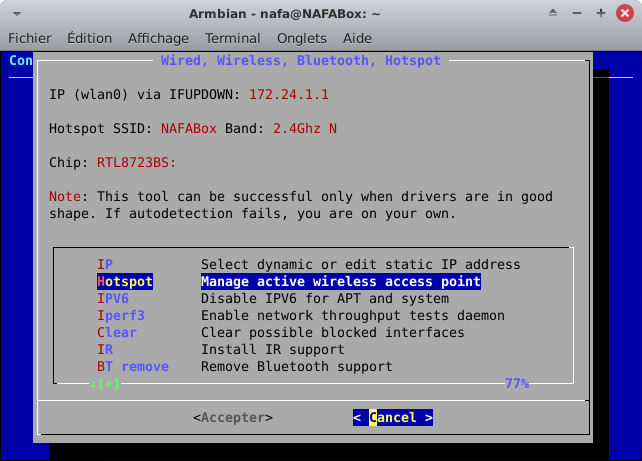 Armbian - nafa@NAFABox: ~
Fichier Édition Affichage Terminal Onglets Aide
Con
Wired, Wireless, Bluetooth, Hotspot
IP (wlan0) via IFUPDOWN: 172.24.1.1
Hotspot SSID: NAFABox Band: 2.4Ghz N
Chip: RTL8723BS:
Note: This tool can be successful only when drivers are in good
shape. If autodetection fails, you are on your own.
IP Select dynamic or edit static IP address
Hotspot Manage active wireless access point
IPV6 Disable IPV6 for APT and system
Iperf3 Enable network throughput tests daemon
Clear Clear possible blocked interfaces
IR Install IR support
BT remove Remove Bluetooth support
↓(+) 77%
<Accepter> < Cancel >